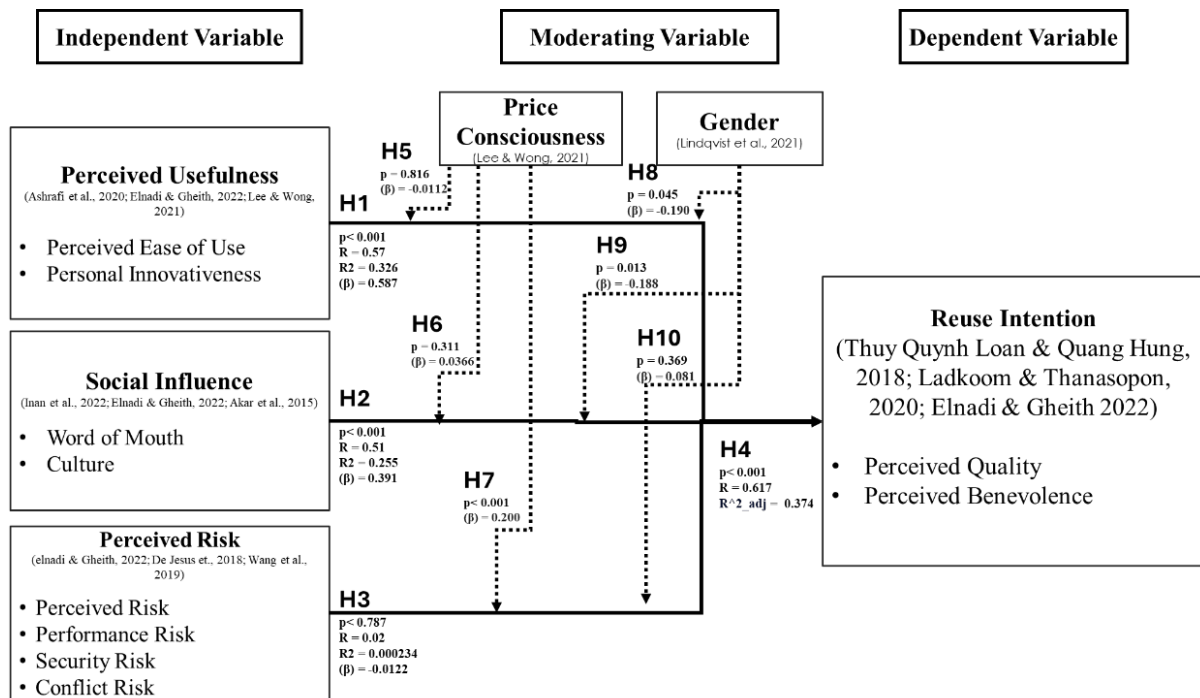 Independent Variable
Moderating Variable
Dependent Variable
Price
Consciousness
(Lee & Wong, 2021)
Gender
(Lindqvist et al., 2021)
Perceived Usefulness
(Ashrafi et al., 2020; Elnadi & Gheith, 2022; Lee & Wong,
2021)
• Perceived Ease of Use
• Personal Innovativeness
H5
p = 0.816
(β) = -0.0112
H8
p = 0.045
(β) = -0.190
H1
p< 0.001
R = 0.57
R2 = 0.326
(β) = 0.587
H9
p = 0.013
(β) = -0.188
H6
p = 0.311
(β) = 0.0366
H10
p = 0.369
(β) = 0.081
Social Influence
(Inan et al., 2022; Elnadi & Gheith, 2022; Akar et al., 2015)
• Word of Mouth
• Culture
H2
p< 0.001
R = 0.51
R2 = 0.255
(β) = 0.391
H7
p< 0.001
(β) = 0.200
H4
p< 0.001
R = 0.617
R^2_adj = 0.374
Reuse Intention
(Thuy Quynh Loan & Quang Hung,
2018; Ladkoom & Thanasopon,
2020; Elnadi & Gheith 2022)
• Perceived Quality
• Perceived Benevolence
Perceived Risk
(elnadi & Gheith, 2022; De Jesus et., 2018; Wang et al.,
2019)
• Perceived Risk
• Performance Risk
• Security Risk
• Conflict Risk
H3
p< 0.787
R = 0.02
R2 = 0.000234
(β) = -0.0122